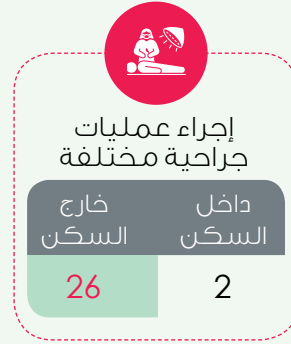 إجراء عمليات
جراحية مختلفة
داخل خارج
السكن السكن
2 26